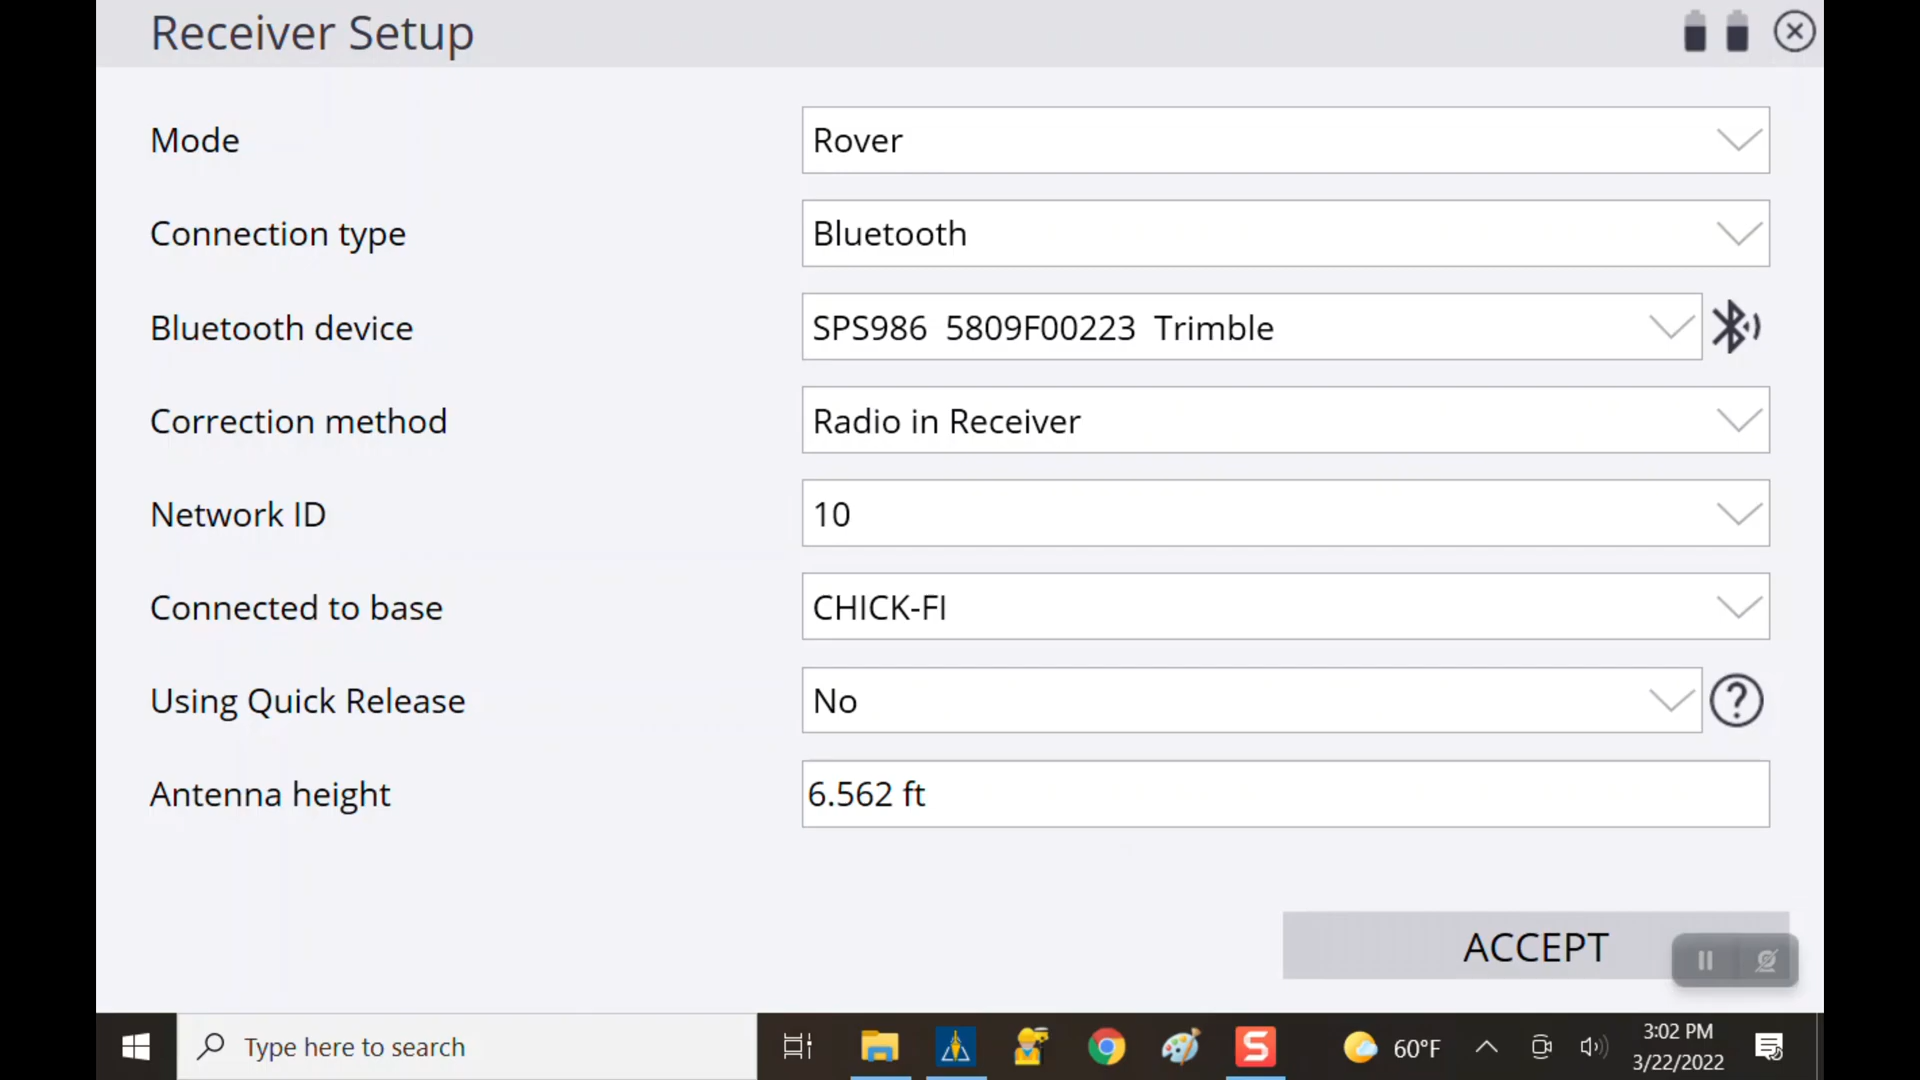 Receiver Setup
Mode
Rover
Connection type
Bluetooth
Bluetooth device
SPS986 5809F00223 Trimble
Correction method
Radio in Receiver
Network ID
10
Connected to base
CHICK-FI
Using Quick Release
No
?
Antenna height
6.562 ft
ACCEPT
Type here to search
S
60°F
3:02 PM
3/22/2022